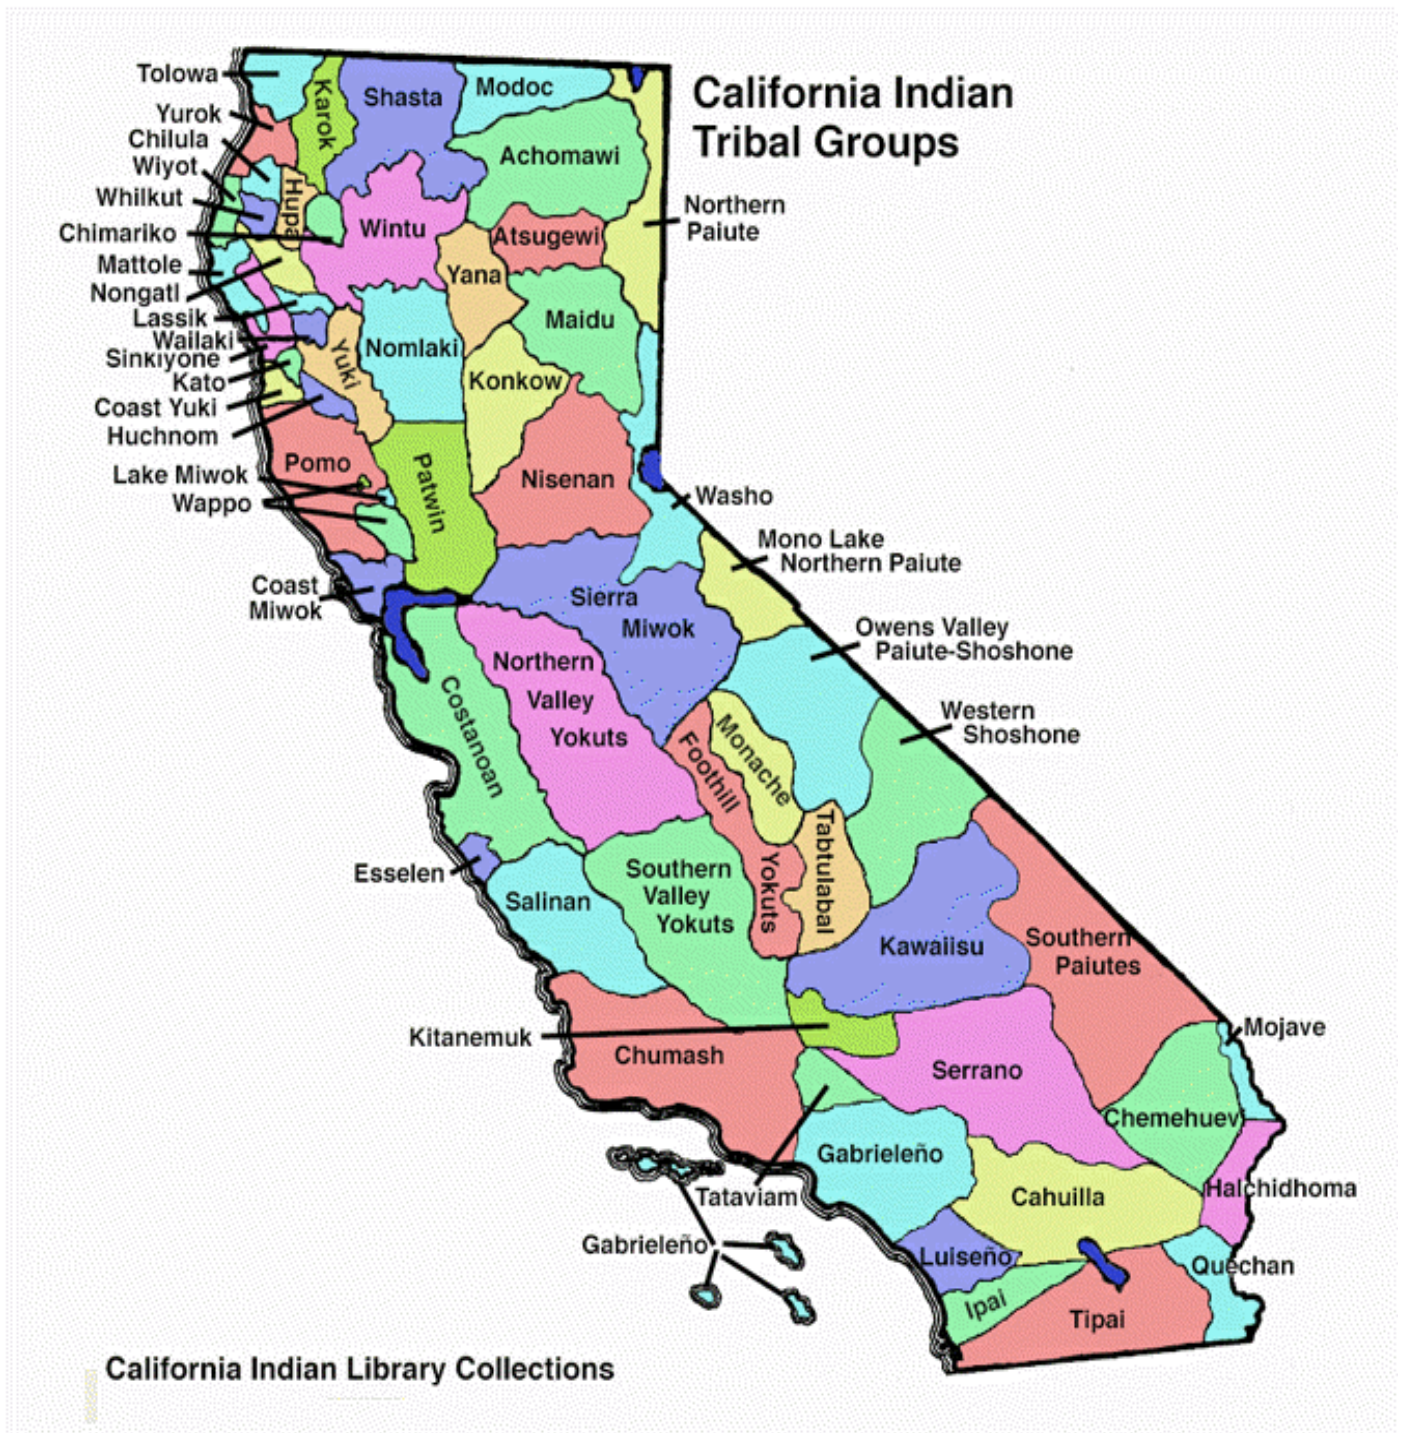 California Indian
Tribal Groups
Tolowa
Yurok
Chilula
Wiyot
Whilkut
Chimariko
Mattole
Nongatl
Lassik
Wailaki
Sinkiyone
Kato
Coast Yuki
Huchnom
Lake Miwok
Wappo
Karok
Shasta
Modoc
Achomawi
Hupa
Wintu
Atsugewi
Northern
Paiute
Yana
Maidu
Yuki
Nomlaki
Konkow
Pomo
Patwin
Nisenan
Washo
Mono Lake
Northern Paiute
Coast
Miwok
Sierra
Miwok
Owens Valley
Paiute-Shoshone
Northern
Valley
Yokuts
Costanoan
Western
Shoshone
Monache
Foothill
Yokuts
Tabtulabal
Esselen
Salinan
Southern
Valley
Yokuts
Kawaiisu
Southern
Paiutes
Kitanemuk
Chumash
Serrano
Mojave
Chemehuevi
Gabrieleño
Tataviam
Cahuilla
Halchidhoma
Gabrieleño
Luiseño
Quechan
Ipai
Tipai
California Indian Library Collections